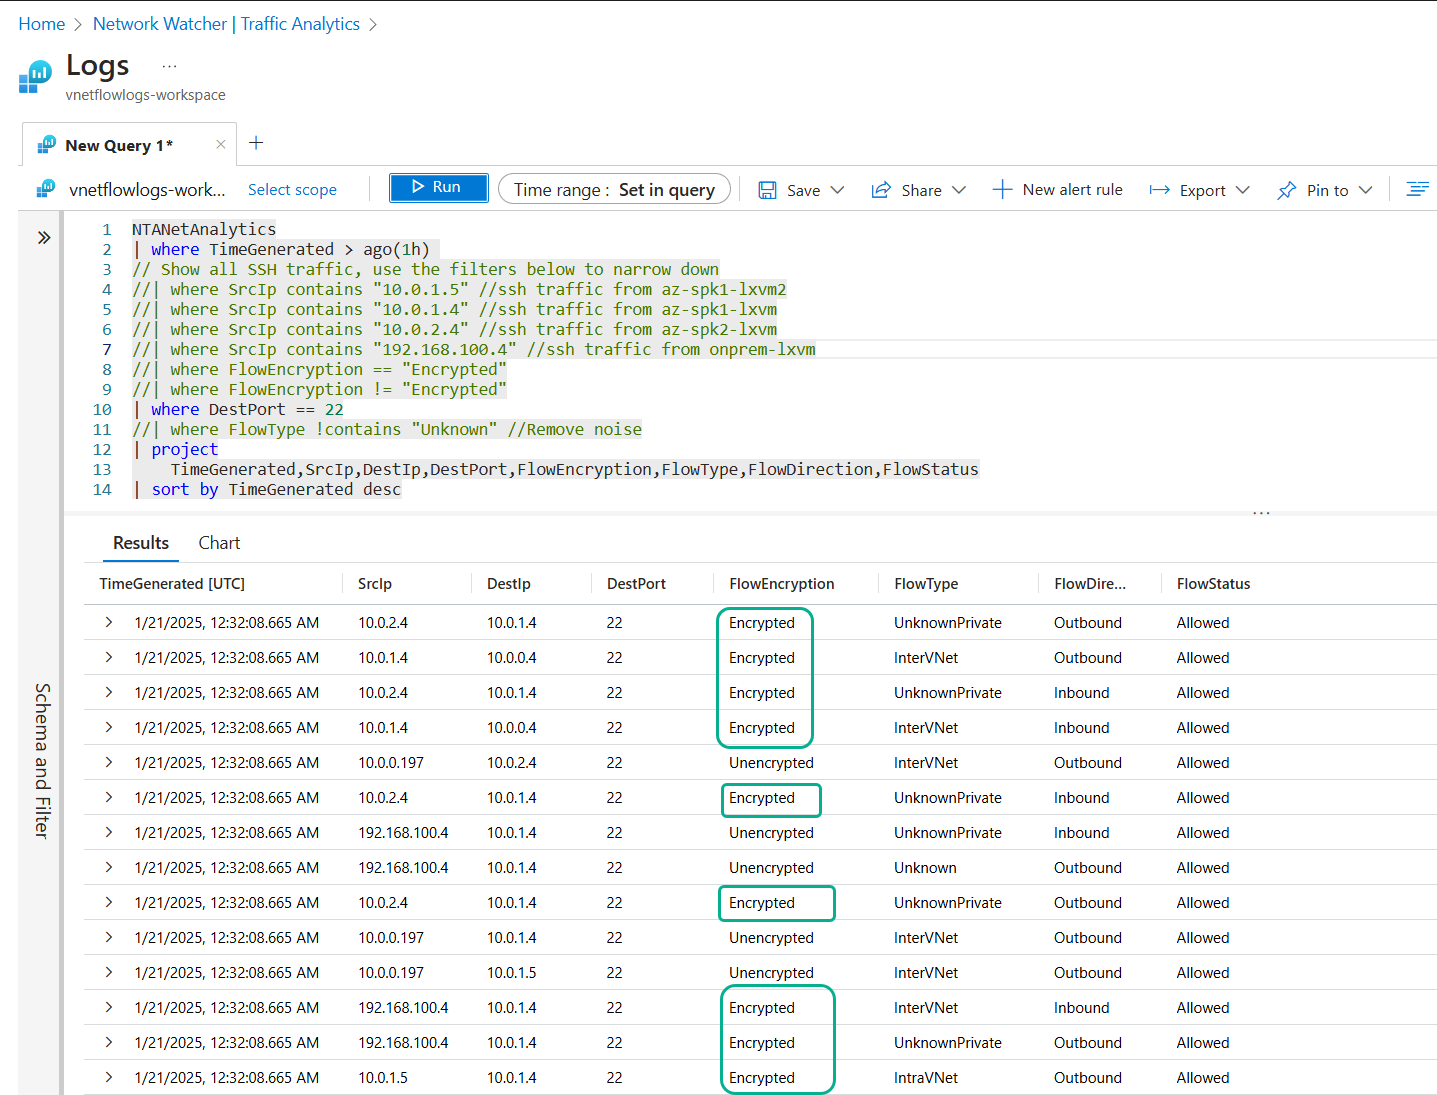 Home > Network Watcher | Traffic Analytics >
Logs ...
vnetflowlogs-workspace
New Query 1* × +
vnetflowlogs-work... Select scope Run Time range : Set in query Save Share New alert rule Export Pin to
1 NTANetAnalytics
2 | where TimeGenerated > ago(1h)
3 // Show all SSH traffic, use the filters below to narrow down
4 //| where SrcIp contains "10.0.1.5" //ssh traffic from az-spk1-lxvm2
5 //| where SrcIp contains "10.0.1.4" //ssh traffic from az-spk1-lxvm
6 //| where SrcIp contains "10.0.2.4" //ssh traffic from az-spk2-lxvm
7 //| where SrcIp contains "192.168.100.4" //ssh traffic from onprem-lxvm
8 //| where FlowEncryption == "Encrypted"
9 //| where FlowEncryption != "Encrypted"
10 | where DestPort == 22
11 //| where FlowType !contains "Unknown" //Remove noise
12 | project
13 TimeGenerated,SrcIp,DestIp,DestPort,FlowEncryption,FlowType,FlowDirection,FlowStatus
14 | sort by TimeGenerated desc
...
Schema and Filter
Results Chart
TimeGenerated [UTC] SrcIp DestIp DestPort FlowEncryption FlowType FlowDire... FlowStatus
1/21/2025, 12:32:08.665 AM 10.0.2.4 10.0.1.4 22 Encrypted UnknownPrivate Outbound Allowed
1/21/2025, 12:32:08.665 AM 10.0.1.4 10.0.0.4 22 Encrypted InterVNet Outbound Allowed
1/21/2025, 12:32:08.665 AM 10.0.2.4 10.0.1.4 22 Encrypted UnknownPrivate Inbound Allowed
1/21/2025, 12:32:08.665 AM 10.0.1.4 10.0.0.4 22 Encrypted InterVNet Inbound Allowed
1/21/2025, 12:32:08.665 AM 10.0.0.197 10.0.2.4 22 Unencrypted InterVNet Outbound Allowed
1/21/2025, 12:32:08.665 AM 10.0.2.4 10.0.1.4 22 Encrypted UnknownPrivate Inbound Allowed
1/21/2025, 12:32:08.665 AM 192.168.100.4 10.0.1.4 22 Unencrypted UnknownPrivate Inbound Allowed
1/21/2025, 12:32:08.665 AM 192.168.100.4 10.0.1.4 22 Unencrypted Unknown Outbound Allowed
1/21/2025, 12:32:08.665 AM 10.0.2.4 10.0.1.4 22 Encrypted UnknownPrivate Outbound Allowed
1/21/2025, 12:32:08.665 AM 10.0.0.197 10.0.1.4 22 Unencrypted InterVNet Outbound Allowed
1/21/2025, 12:32:08.665 AM 10.0.0.197 10.0.1.5 22 Unencrypted InterVNet Outbound Allowed
1/21/2025, 12:32:08.665 AM 192.168.100.4 10.0.1.4 22 Encrypted InterVNet Inbound Allowed
1/21/2025, 12:32:08.665 AM 192.168.100.4 10.0.1.4 22 Encrypted UnknownPrivate Outbound Allowed
1/21/2025, 12:32:08.665 AM 10.0.1.5 10.0.1.4 22 Encrypted IntraVNet Outbound Allowed